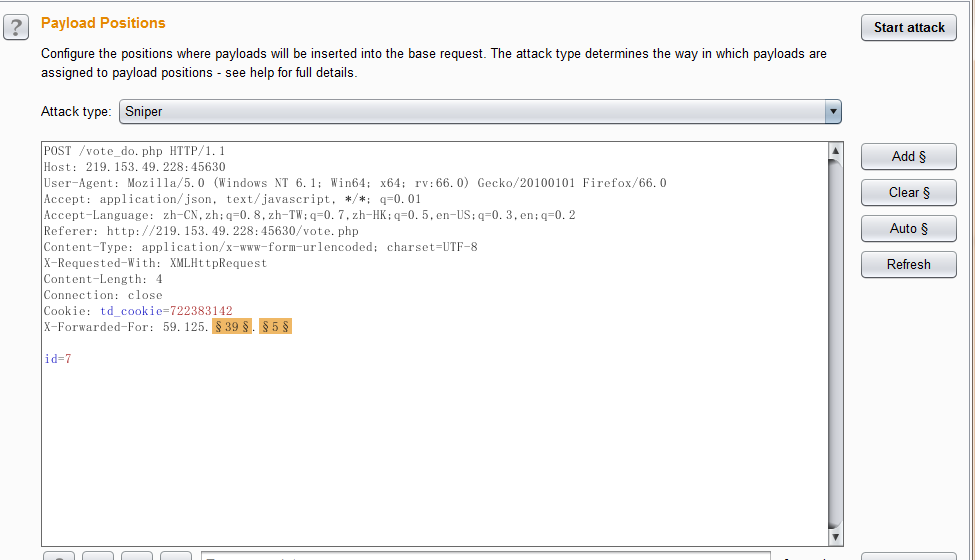 ?
Payload Positions
Start attack
Configure the positions where payloads will be inserted into the base request. The attack type determines the way in which payloads are
assigned to payload positions - see help for full details.
Attack type: Sniper
POST /vote_do.php HTTP/1.1
Host: 219.153.49.228:45630
User-Agent: Mozilla/5.0 (Windows NT 6.1; Win64; x64; rv:66.0) Gecko/20100101 Firefox/66.0
Accept: application/json, text/javascript, */*; q=0.01
Accept-Language: zh-CN,zh;q=0.8,zh-TW;q=0.7,zh-HK;q=0.5,en-US;q=0.3,en;q=0.2
Referer: http://219.153.49.228:45630/vote.php
Content-Type: application/x-www-form-urlencoded; charset=UTF-8
X-Requested-With: XMLHttpRequest
Content-Length: 4
Connection: close
Cookie: td_cookie=722383142
X-Forwarded-For: 59.125.§39§.§5§
id=7
Add §
Clear §
Auto §
Refresh